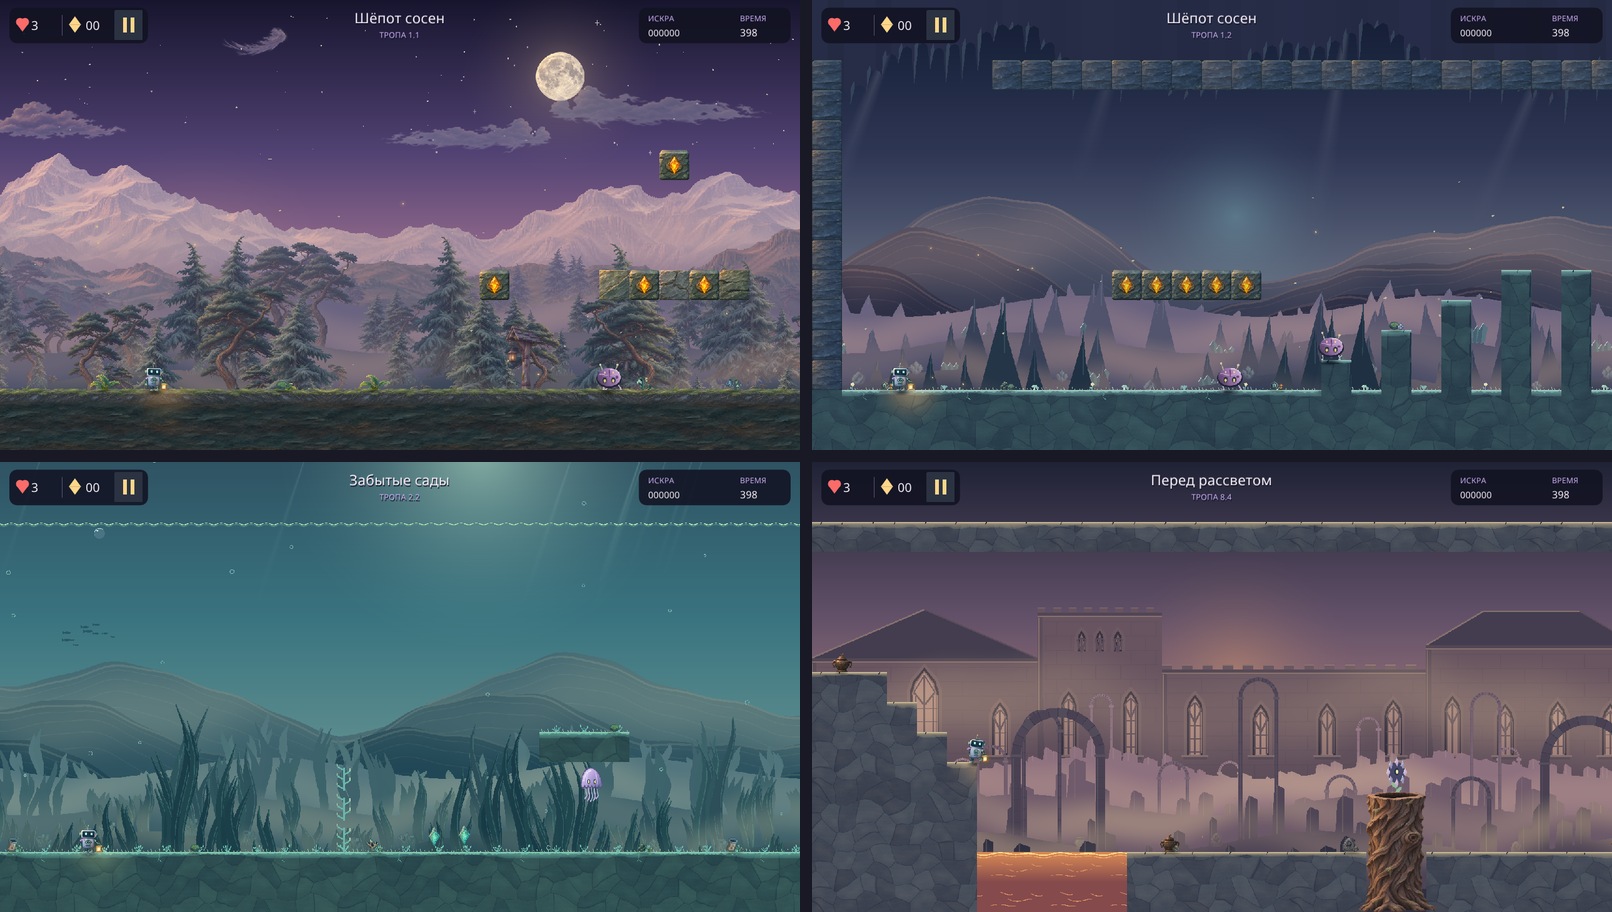 3
00
Шёпот сосен
ТРОПА 1.1
ИСКРА ВРЕМЯ
000000 398
3
00
Шёпот сосен
ТРОПА 1.2
ИСКРА ВРЕМЯ
000000 398
3
00
Забытые сады
ТРОПА 2.2
ИСКРА ВРЕМЯ
000000 398
3
00
Перед рассветом
ТРОПА 8.4
ИСКРА ВРЕМЯ
000000 398